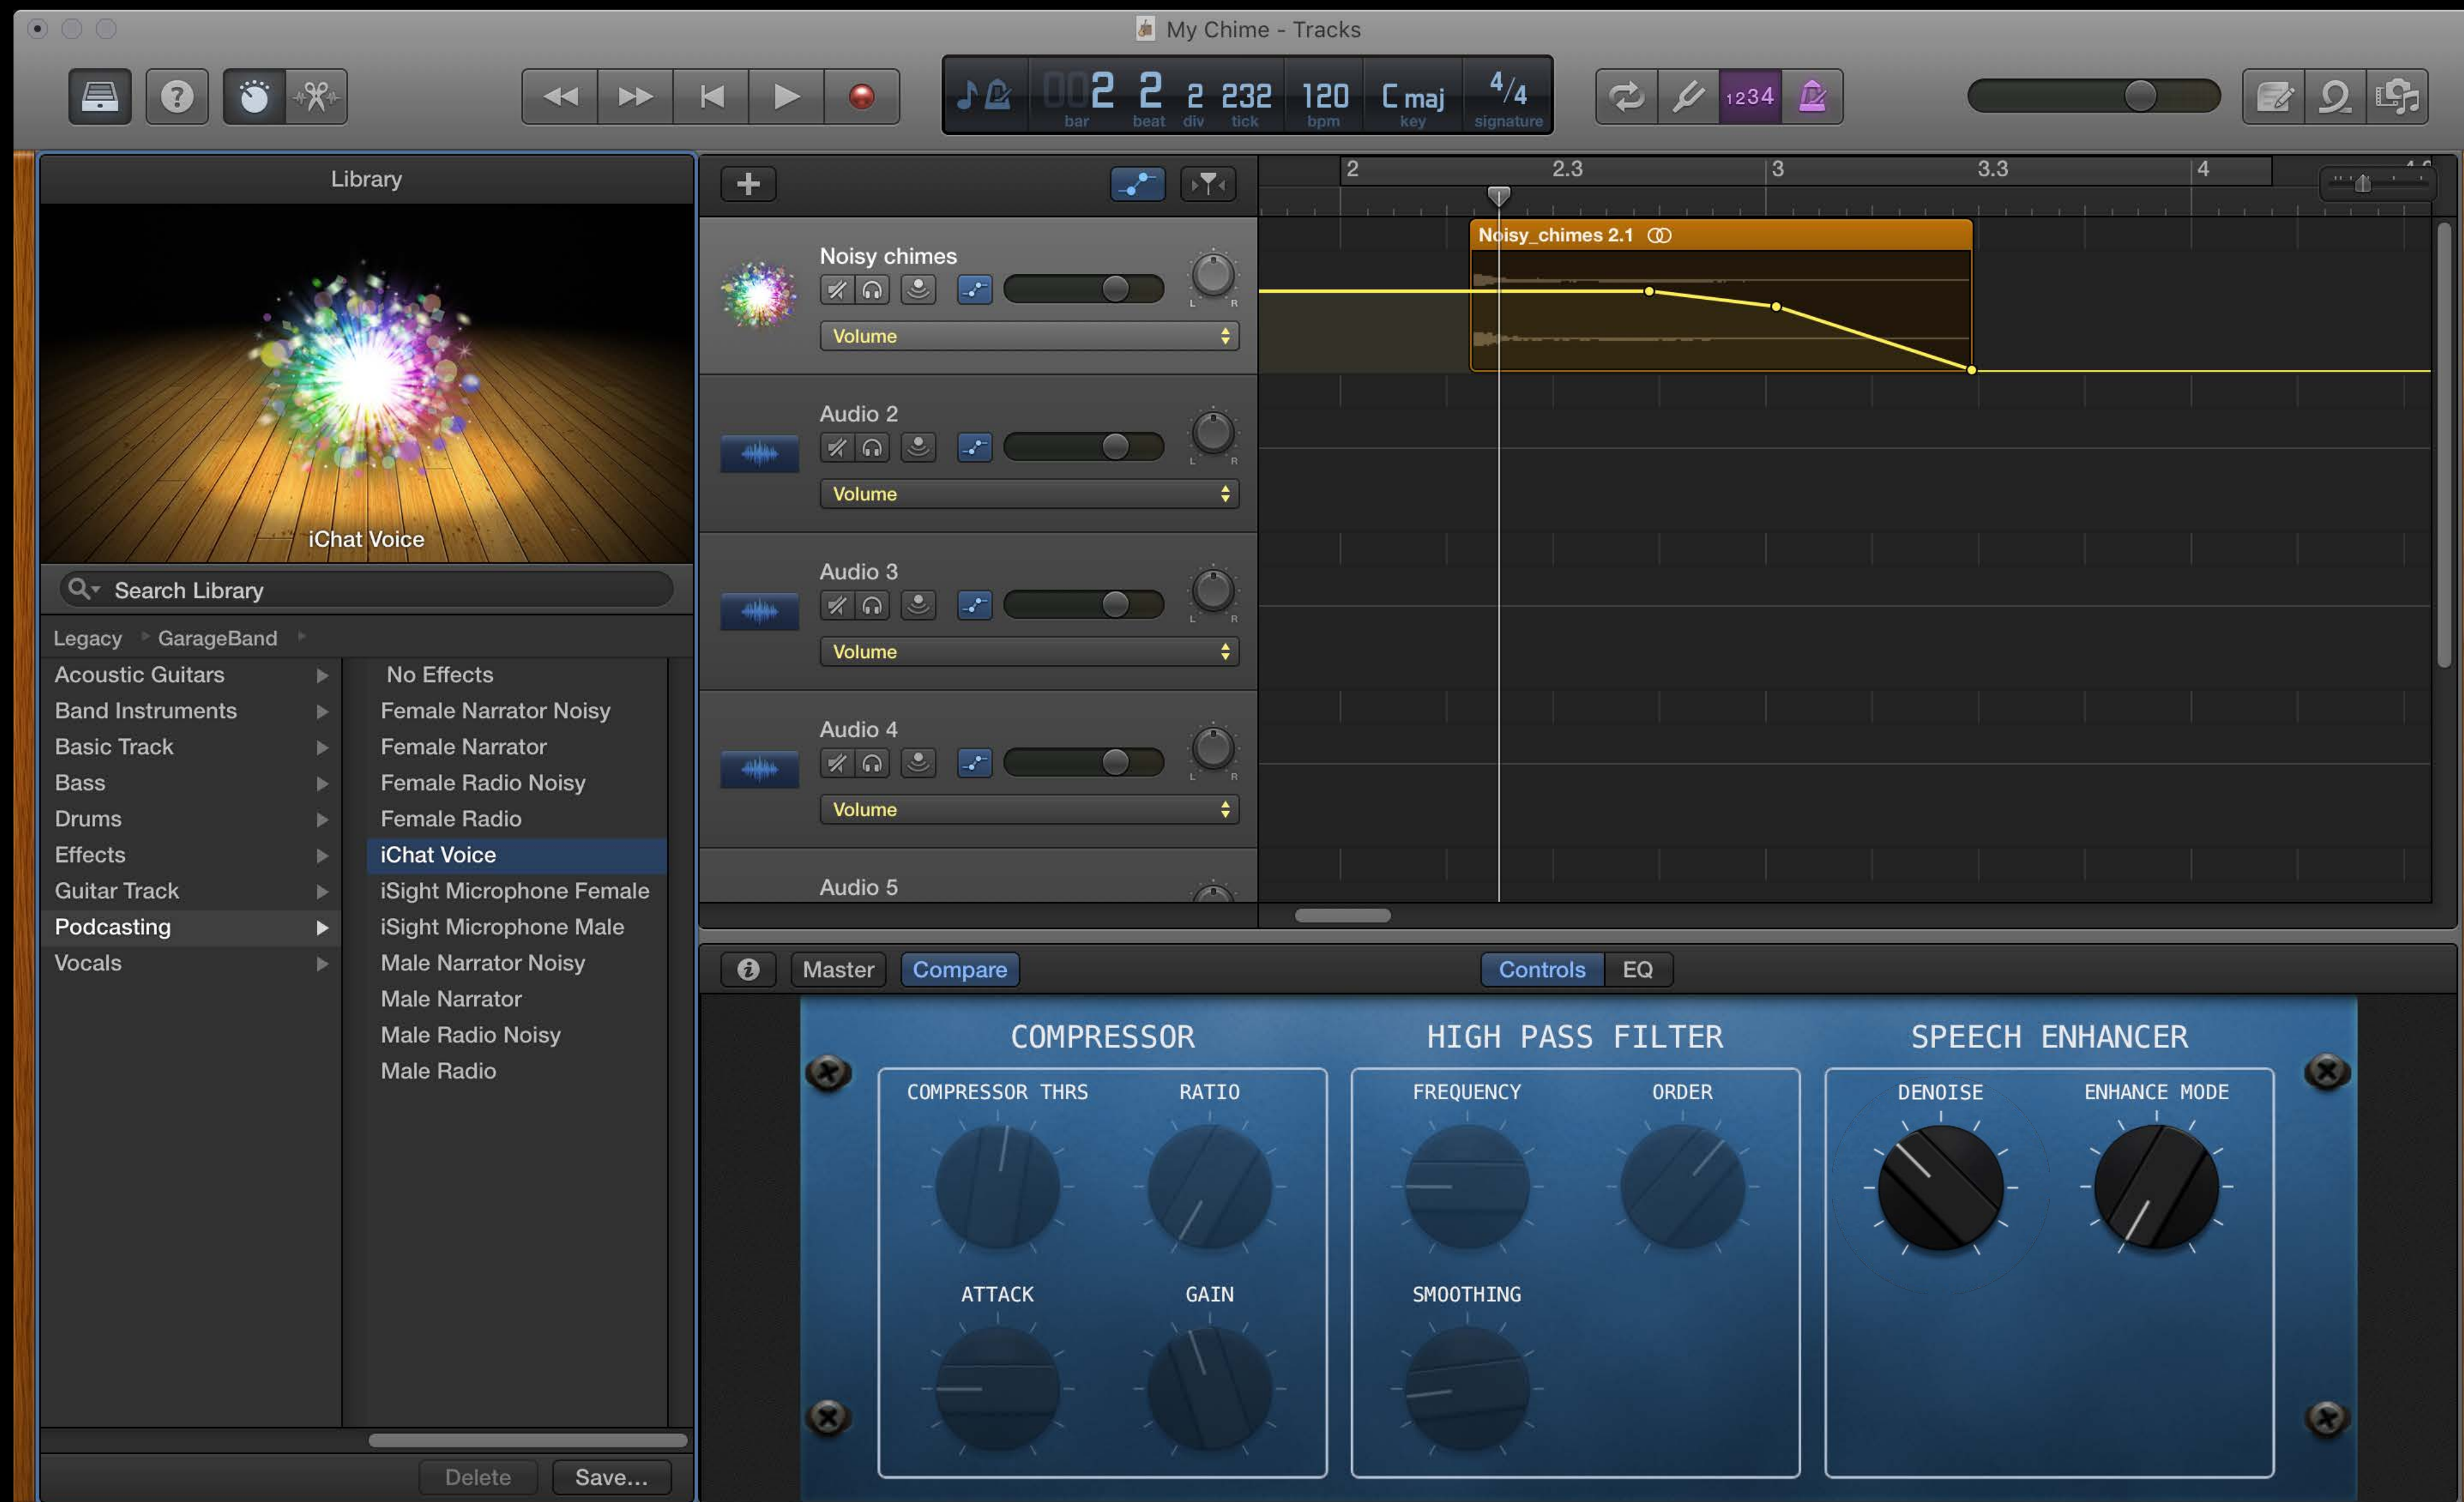 My Chime - Tracks
002 2 2 232 120 C maj 4/4
bar beat div tick bpm key signature
1234
Library
iChat Voice
Search Library
Legacy GarageBand
Acoustic Guitars
Band Instruments
Basic Track
Bass
Drums
Effects
Guitar Track
Podcasting
Vocals
No Effects
Female Narrator Noisy
Female Narrator
Female Radio Noisy
Female Radio
iChat Voice
iSight Microphone Female
iSight Microphone Male
Male Narrator Noisy
Male Narrator
Male Radio Noisy
Male Radio
Delete Save...
2 2.3 3 3.3 4
Noisy chimes
L R
Volume
Noisy_chimes 2.1
Audio 2
L R
Volume
Audio 3
L R
Volume
Audio 4
L R
Volume
Audio 5
Master Compare Controls EQ
COMPRESSOR
COMPRESSOR THRS RATIO
ATTACK GAIN
HIGH PASS FILTER
FREQUENCY ORDER
SMOOTHING
SPEECH ENHANCER
DENOISE ENHANCE MODE